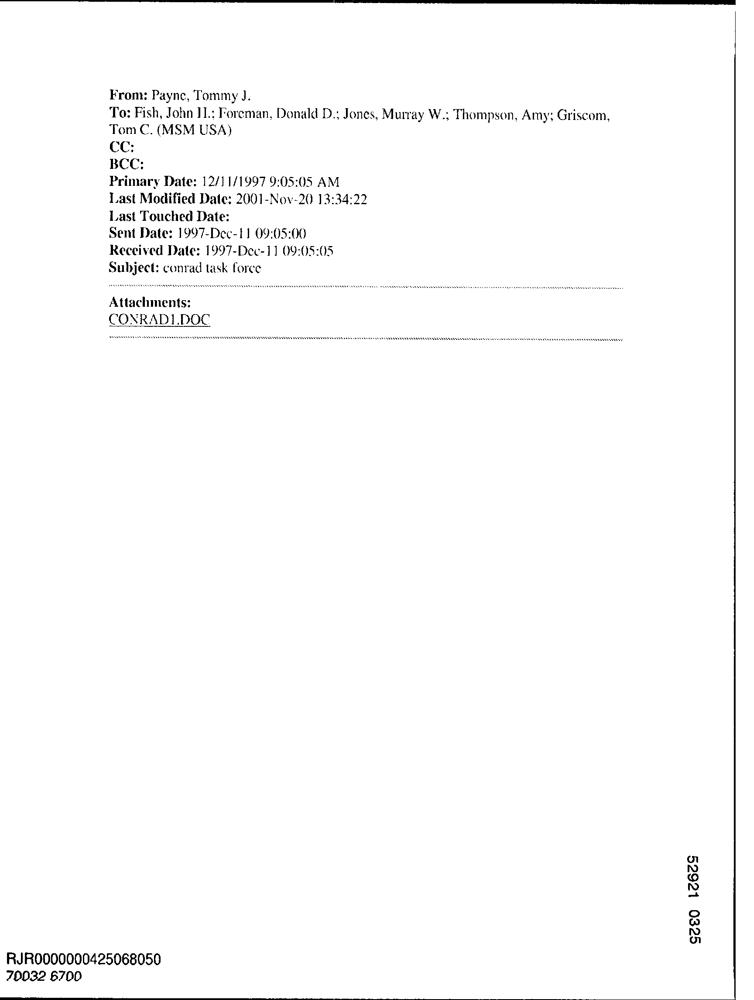 From: Payne, Tommy J.
To: Fish, John H.; Foreman, Donald D.; Jones, Murray W.; Thompson, Amy; Griscom,
Tom C. (MSM USA)
CC:
BCC:
Primary Date: 12/11/1997 9:05:05 AM
Last Modified Date: 2001-Nov-20 13:34:22
Last Touched Date:
Sent Date: 1997-Dec-11 09:05:00
Received Date: 1997-Dec-11 09:05:05
Subject: conrad task force
Attachments:
CONRAD1.DOC
52921 0325
RJR0000000425068050
70032 6700